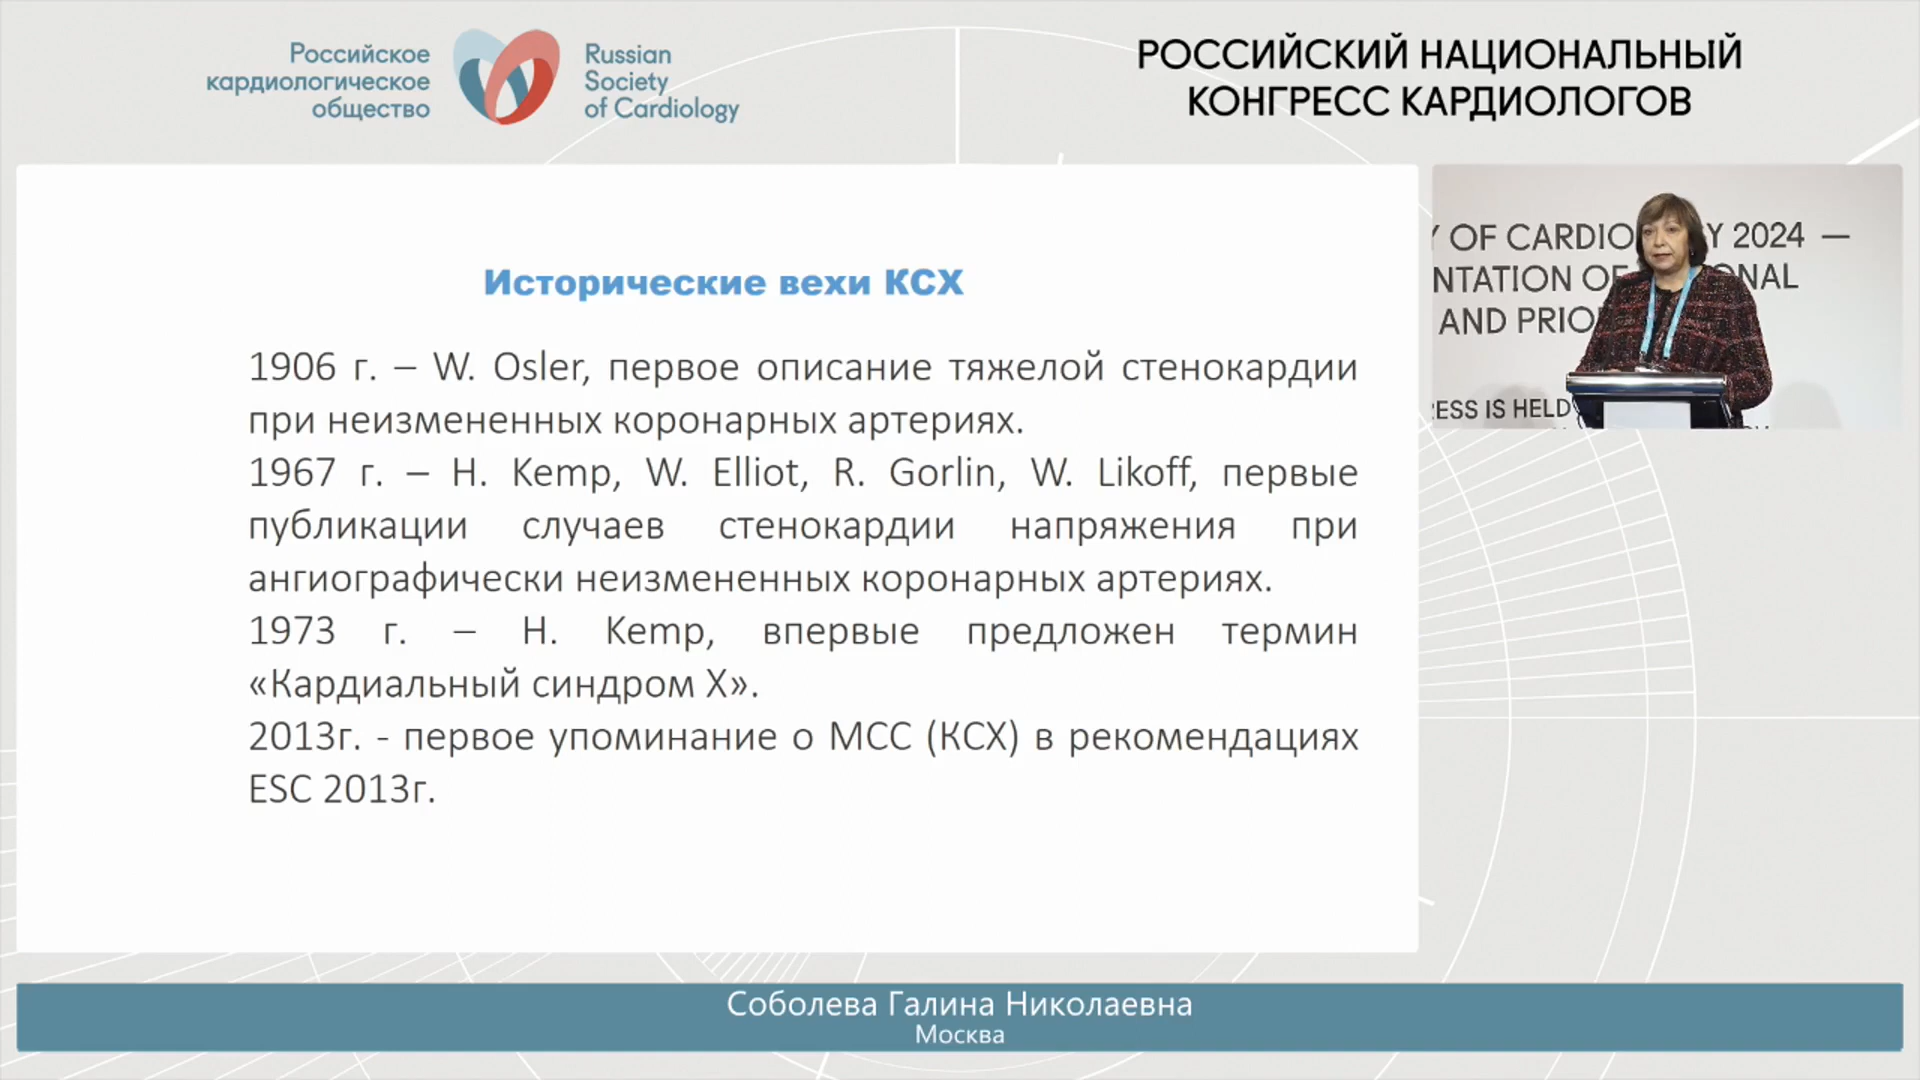 Российское
кардиологическое
общество
Russian
Society
of Cardiology
РОССИЙСКИЙ НАЦИОНАЛЬНЫЙ
КОНГРЕСС КАРДИОЛОГОВ
Исторические вехи КСХ
1906 г. – W. Osler, первое описание тяжелой стенокардии
при неизмененных коронарных артериях.
1967 г. – H. Kemp, W. Elliot, R. Gorlin, W. Likoff, первые
публикации случаев стенокардии напряжения при
ангиографически неизмененных коронарных артериях.
1973 г. – H. Kemp, впервые предложен термин
«Кардиальный синдром Х».
2013г. - первое упоминание о МСС (КСХ) в рекомендациях
ESC 2013г.
Y OF CARDIO Y 2024 —
NTATION O ONAL
AND PRIO
RESS IS HELD
Соболева Галина Николаевна
Москва